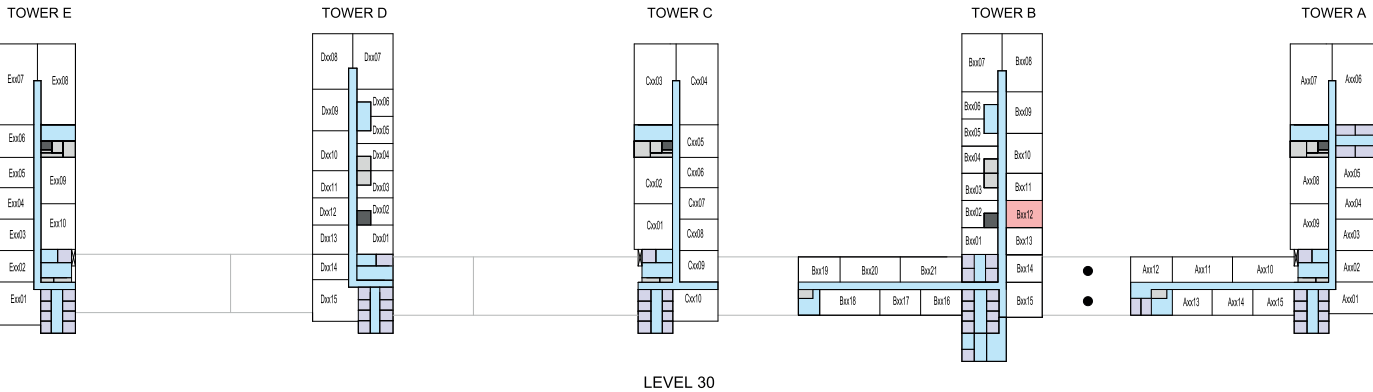 TOWER E
TOWER D
TOWER C
TOWER B
TOWER A
Exx07
Exx08
Exx06
Exx05
Exx09
Exx04
Exx10
Exx03
Exx02
Exx01
Dxx08
Dxx07
Dxx06
Dxx09
Dxx05
Dxx10
Dxx04
Dxx11
Dxx03
Dxx12
Dxx02
Dxx13
Dxx01
Dxx14
Dxx15
Cxx03
Cxx04
Cxx05
Cxx06
Cxx02
Cxx07
Cxx01
Cxx08
Cxx09
Cxx10
Bxx07
Bxx08
Bxx06
Bxx09
Bxx05
Bxx04
Bxx10
Bxx03
Bxx11
Bxx02
Bxx12
Bxx01
Bxx13
Bxx19
Bxx20
Bxx21
Bxx14
Bxx18
Bxx17
Bxx16
Bxx15
Axx07
Axx06
Axx08
Axx05
Axx04
Axx09
Axx03
Axx12
Axx11
Axx10
Axx02
Axx13
Axx14
Axx15
Axx01
LEVEL 30